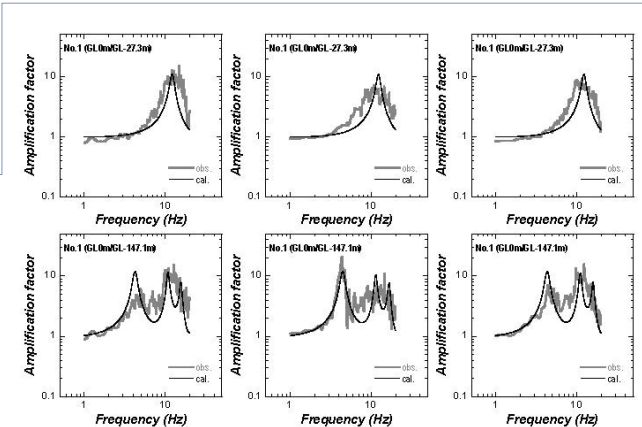 No.1 (GL0m/GL-27.3m)
Amplification factor
10
1
0.1
obs.
cal.
1
10
Frequency (Hz)
No.1 (GL0m/GL-27.3m)
Amplification factor
10
1
0.1
obs.
cal.
1
10
Frequency (Hz)
No.1 (GL0m/GL-27.3m)
Amplification factor
10
1
0.1
obs.
cal.
1
10
Frequency (Hz)
No.1 (GL0m/GL-147.1m)
Amplification factor
10
1
0.1
obs.
cal.
1
10
Frequency (Hz)
No.1 (GL0m/GL-147.1m)
Amplification factor
10
1
0.1
obs.
cal.
1
10
Frequency (Hz)
No.1 (GL0m/GL-147.1m)
Amplification factor
10
1
0.1
obs.
cal.
1
10
Frequency (Hz)